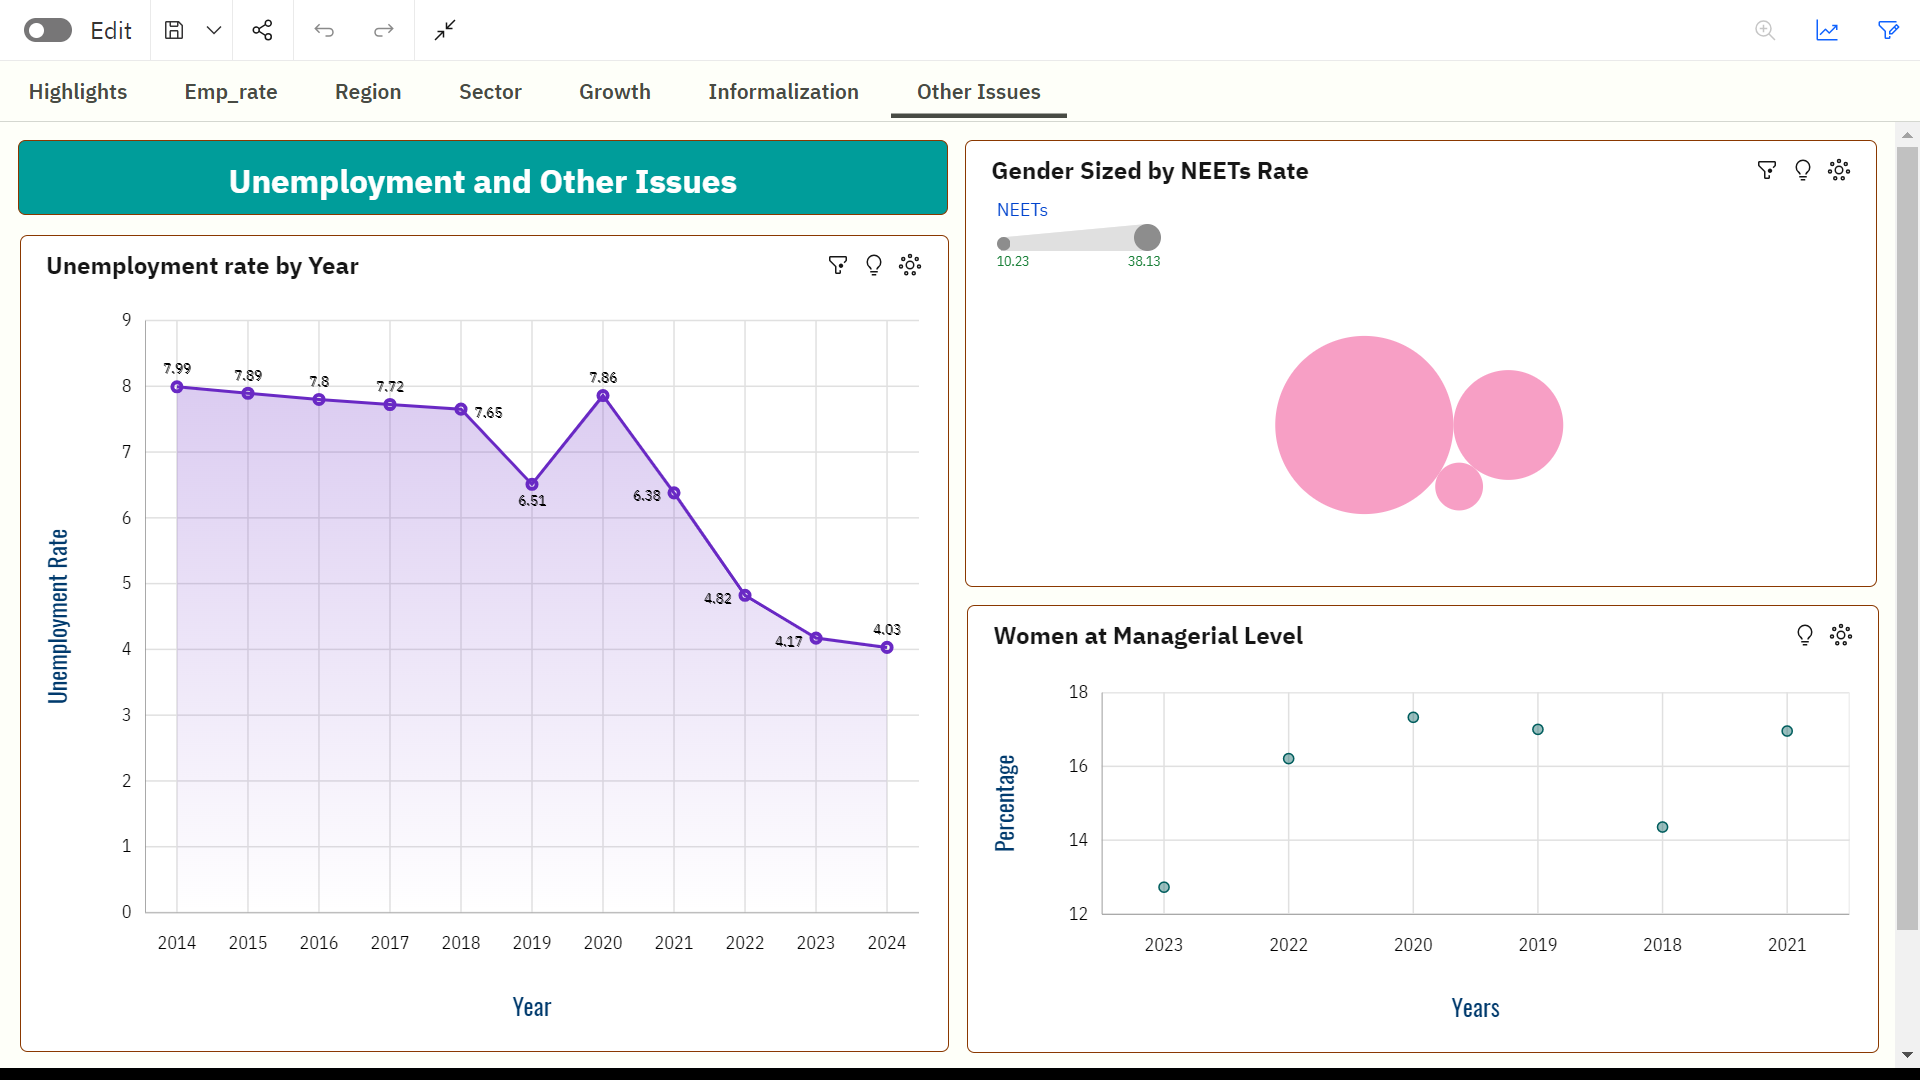 Edit
Highlights Emp_rate Region Sector Growth Informalization Other Issues
Unemployment and Other Issues
Unemployment rate by Year
9
8
7
6
5
4
3
2
1
0
7.99 7.89 7.8 7.72 7.65 6.51 7.86 6.38 4.82 4.17 4.03
Unemployment Rate
2014 2015 2016 2017 2018 2019 2020 2021 2022 2023 2024
Year
Gender Sized by NEETs Rate
NEETs
10.23 38.13
Women at Managerial Level
18
16
14
12
Percentage
2023 2022 2020 2019 2018 2021
Years